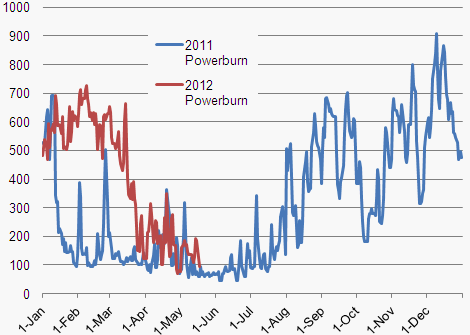 1000
900
800
700
600
500
400
300
200
100
0
2011
Powerburn
2012
Powerburn
1-Jan
1-Feb
1-Mar
1-Apr
1-May
1-Jun
1-Jul
1-Aug
1-Sep
1-Oct
1-Nov
1-Dec